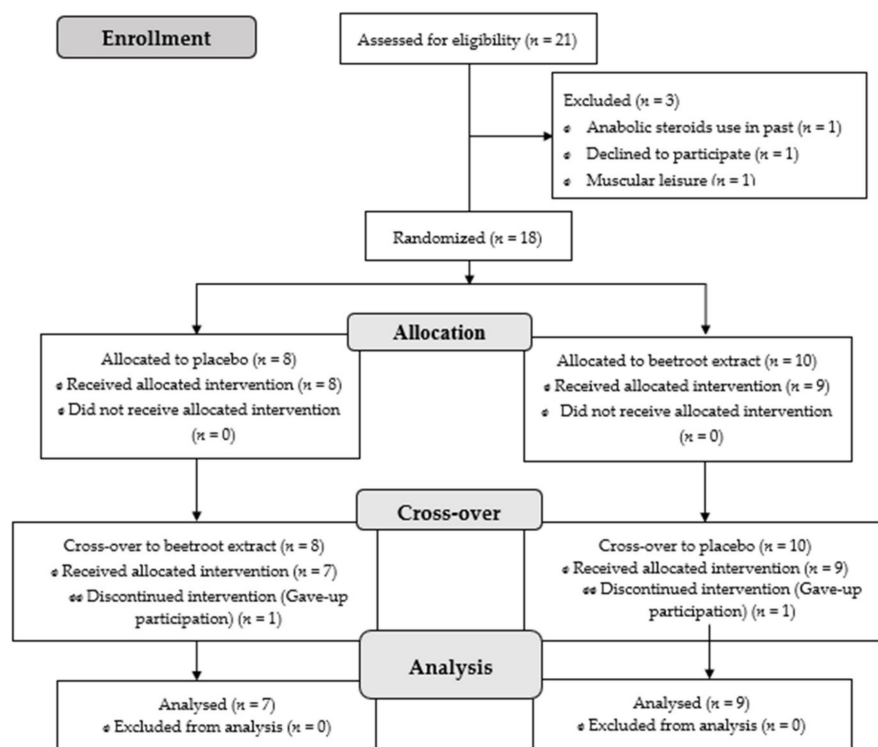 Enrollment
Assessed for eligibility (n = 21)
Excluded (n = 3)
Anabolic steroids use in past (n = 1)
Declined to participate (n = 1)
Muscular leisure (n = 1)
Randomized (n = 18)
Allocation
Allocated to placebo (n = 8)
Received allocated intervention (n = 8)
Did not receive allocated intervention
(n = 0)
Allocated to beetroot extract (n = 10)
Received allocated intervention (n = 9)
Did not receive allocated intervention
(n = 0)
Cross-over
Cross-over to beetroot extract (n = 8)
Received allocated intervention (n = 7)
Discontinued intervention (Gave-up
participation) (n = 1)
Cross-over to placebo (n = 10)
Received allocated intervention (n = 9)
Discontinued intervention (Gave-up
participation) (n = 1)
Analysis
Analysed (n = 7)
Excluded from analysis (n = 0)
Analysed (n = 9)
Excluded from analysis (n = 0)